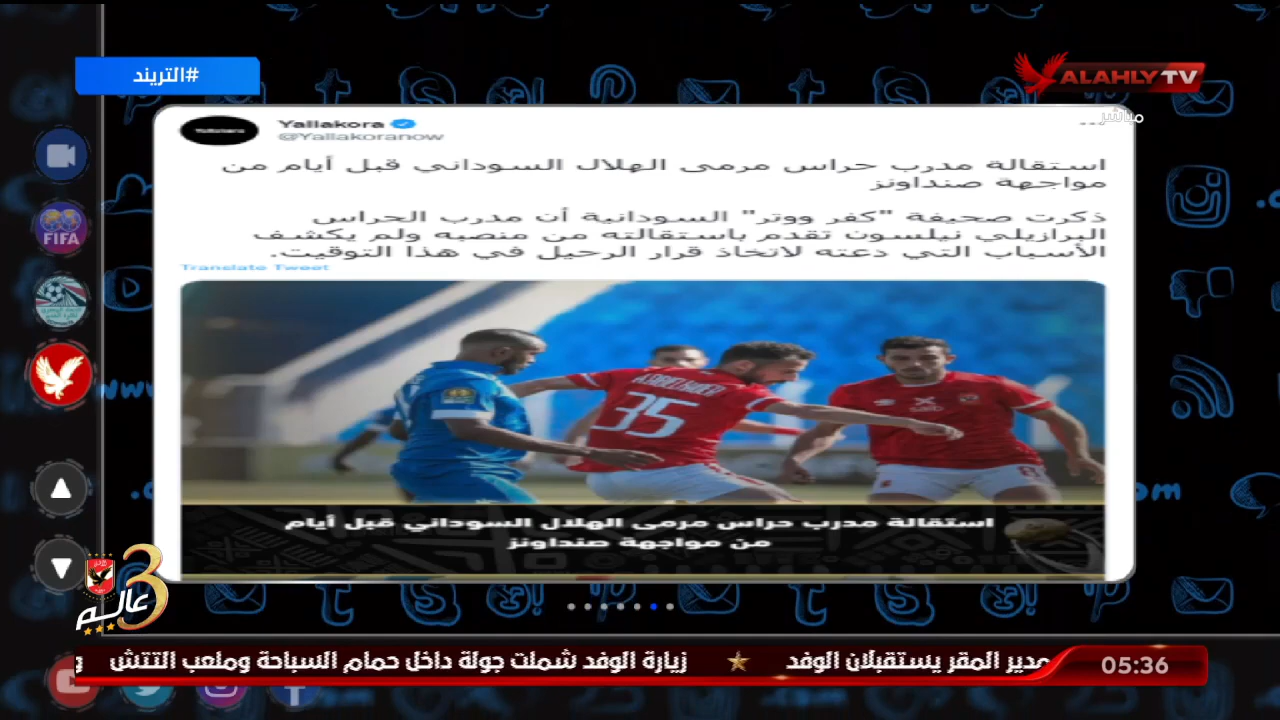 #التريند
ALAHLY TV
مباشر
Yallakora
Yallakora
@Yallakoranow
استقالة مدرب حراس مرمى الهلال السوداني قبل أيام من
مواجهة صنداونز
ذكرت صحيفة "كفر ووتر" السودانية أن مدرب الحراس
البرازيلي نيلسون تقدم باستقالته من منصبه ولم يكشف
الأسباب التي دعته لاتخاذ قرار الرحيل في هذا التوقيت.
Translate Tweet
FIFA
35
استقالة مدرب حراس مرمى الهلال السوداني قبل أيام
من مواجهة صنداونز
3
عالم
مدير المقر يستقبلان الوفد ★ زيارة الوفد شملت جولة داخل حمام السباحة وملعب التتش و
05:36